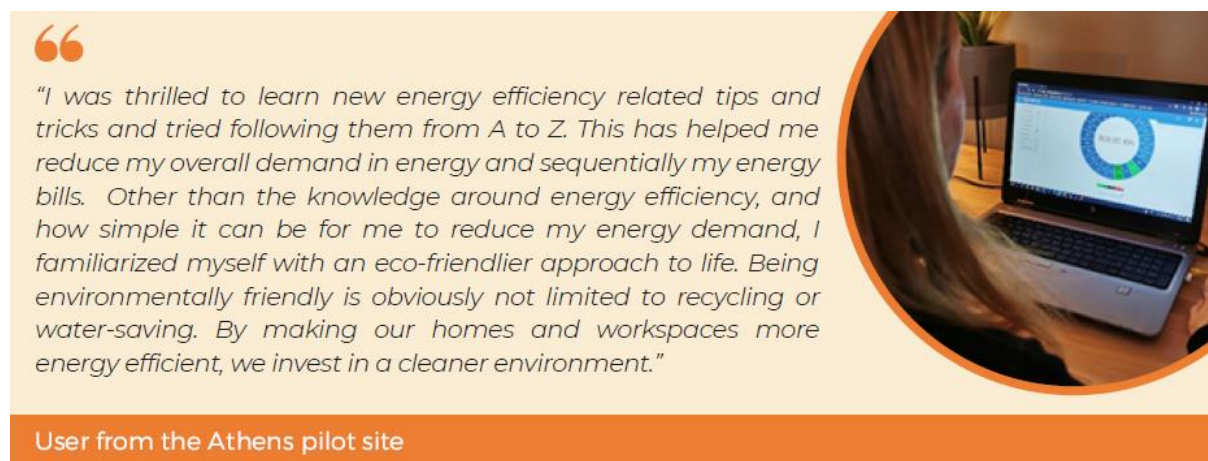 “I was thrilled to learn new energy efficiency related tips and
tricks and tried following them from A to Z. This has helped me
reduce my overall demand in energy and sequentially my energy
bills.  Other than the knowledge around energy efficiency, and
how simple it can be for me to reduce my energy demand, I
familiarized myself with an eco-friendlier approach to life. Being
environmentally friendly is obviously not limited to recycling or
water-saving. By making our homes and workspaces more
energy efficient, we invest in a cleaner environment.”
User from the Athens pilot site